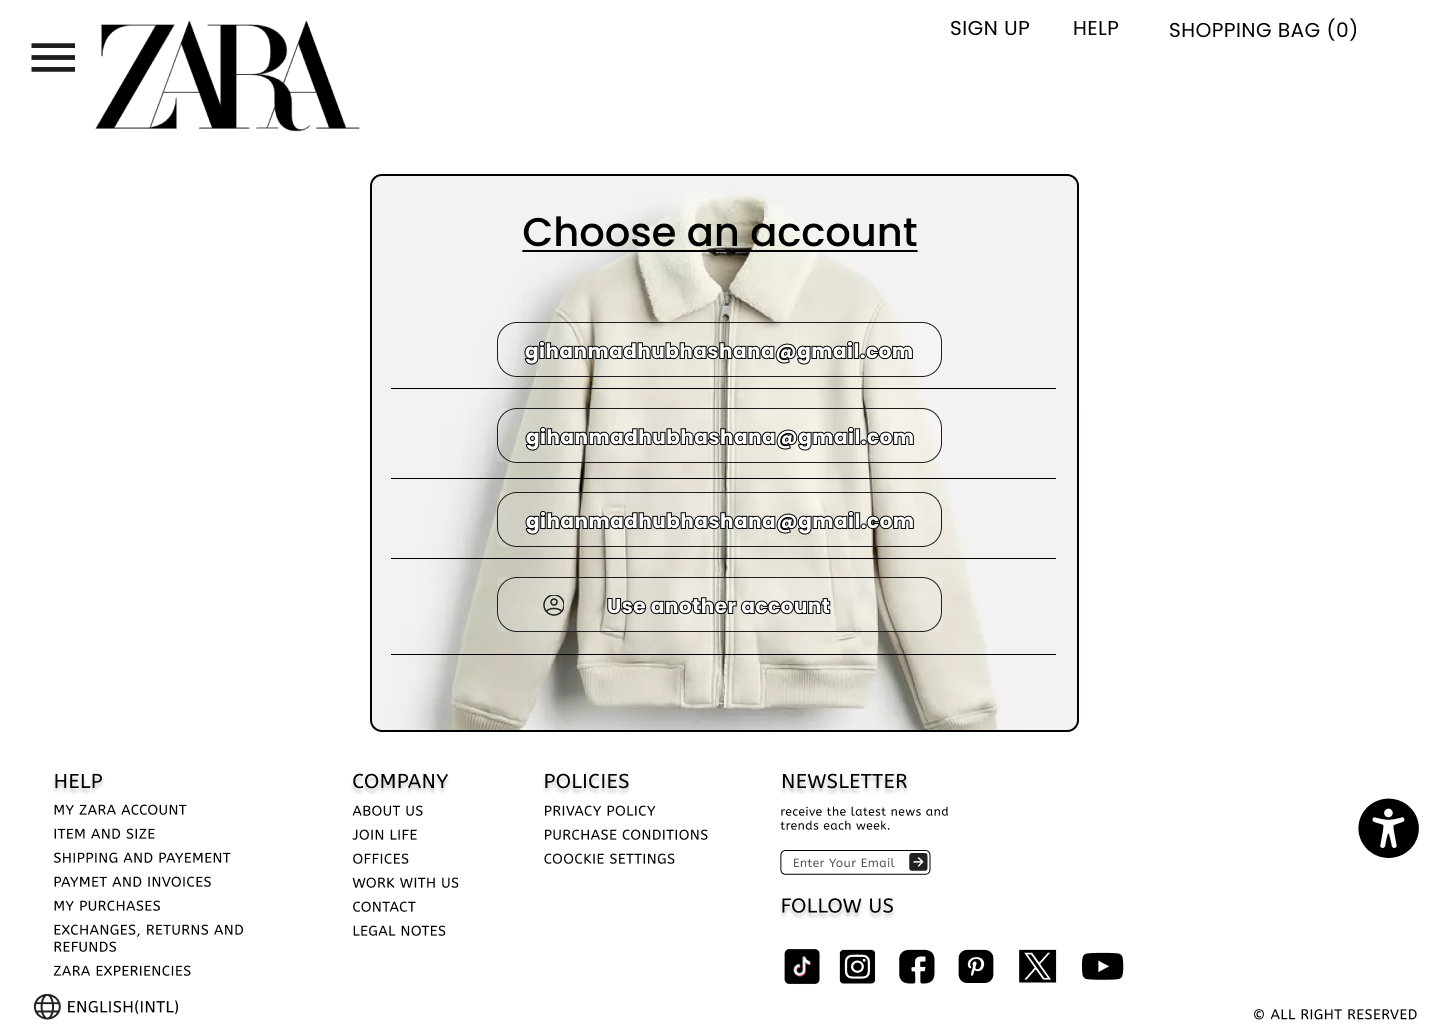 ZARA
SIGN UP
HELP
SHOPPING BAG (0)
Choose an account
gihanmadhubhashana@gmail.com
gihanmadhubhashana@gmail.com
gihanmadhubhashana@gmail.com
Use another account
HELP
MY ZARA ACCOUNT
ITEM AND SIZE
SHIPPING AND PAYEMENT
PAYMET AND INVOICES
MY PURCHASES
EXCHANGES, RETURNS AND
REFUNDS
ZARA EXPERIENCIES
ENGLISH(INTL)
COMPANY
ABOUT US
JOIN LIFE
OFFICES
WORK WITH US
CONTACT
LEGAL NOTES
POLICIES
PRIVACY POLICY
PURCHASE CONDITIONS
COOCKIE SETTINGS
NEWSLETTER
receive the latest news and
trends each week.
Enter Your Email
FOLLOW US
© ALL RIGHT RESERVED